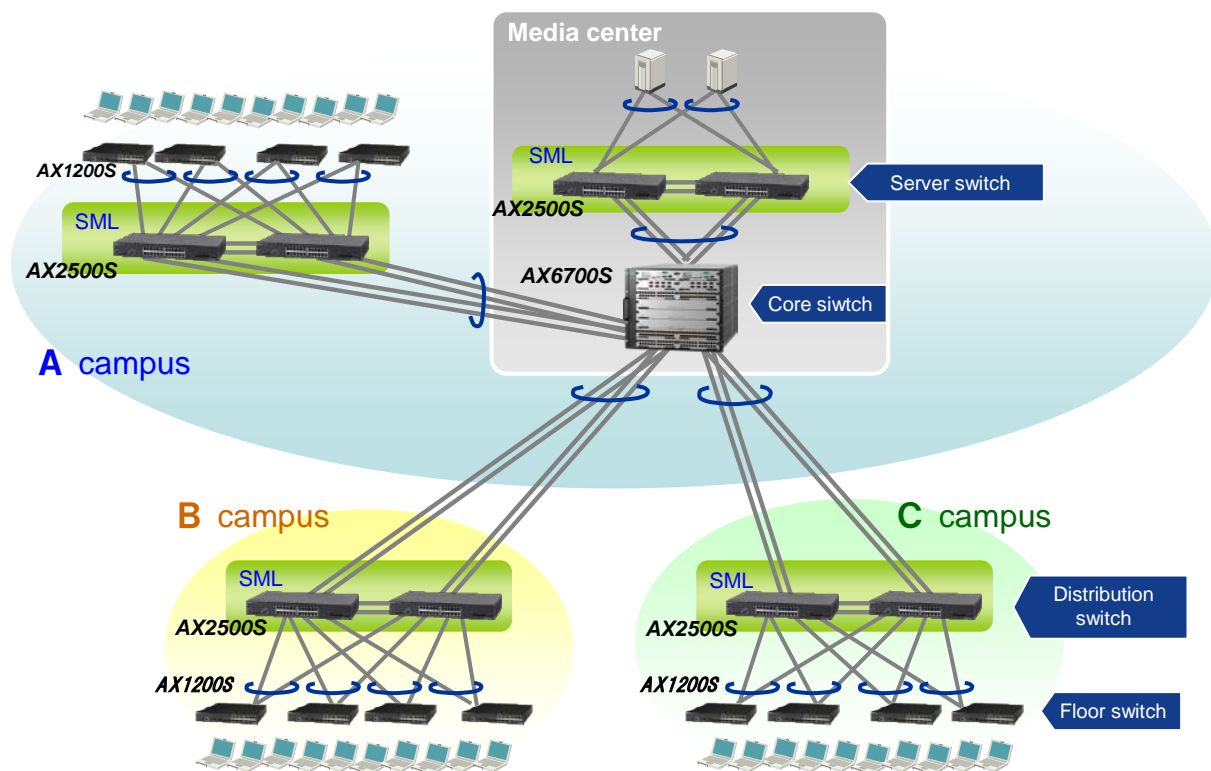 Media center
SML
AX2500S
Server switch
AX6700S
Core siwtch
AX1200S
SML
AX2500S
A campus
B campus
SML
AX2500S
AX1200S
C campus
SML
AX2500S
Distribution
switch
AX1200S
Floor switch